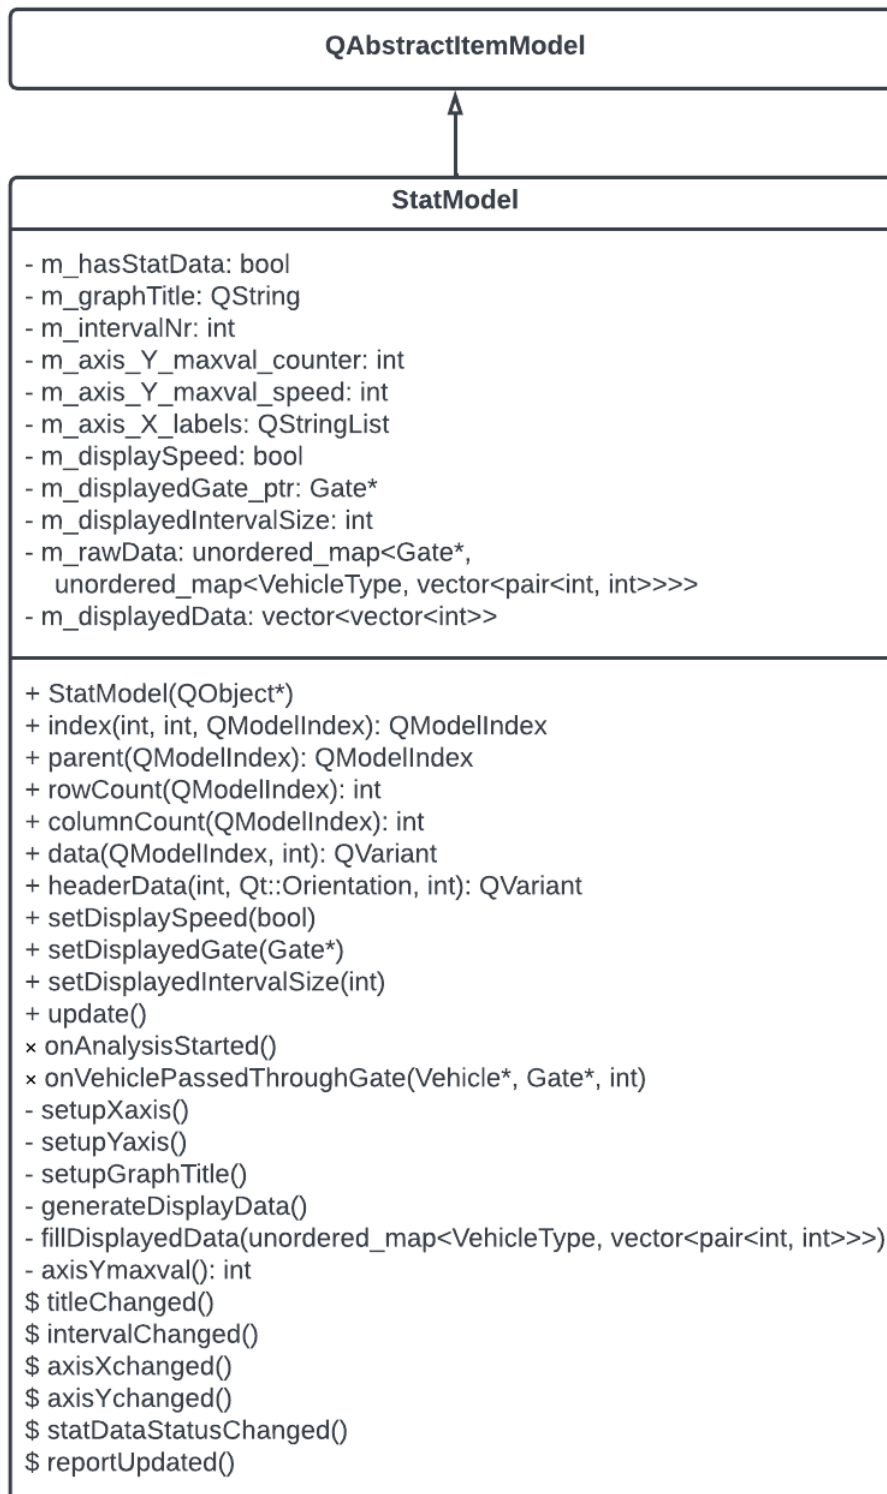 QAbstractItemModel
StatModel
- m_hasStatData: bool
- m_graphTitle: QString
- m_intervalNr: int
- m_axis_Y_maxval_counter: int
- m_axis_Y_maxval_speed: int
- m_axis_X_labels: QStringList
- m_displaySpeed: bool
- m_displayedGate_ptr: Gate*
- m_displayedIntervalSize: int
- m_rawData: unordered_map<Gate*,
unordered_map<VehicleType, vector<pair<int, int>>>>
- m_displayedData: vector<vector<int>>
+ StatModel(QObject*)
+ index(int, int, QModelIndex): QModelIndex
+ parent(QModelIndex): QModelIndex
+ rowCount(QModelIndex): int
+ columnCount(QModelIndex): int
+ data(QModelIndex, int): QVariant
+ headerData(int, Qt::Orientation, int): QVariant
+ setDisplaySpeed(bool)
+ setDisplayedGate(Gate*)
+ setDisplayedIntervalSize(int)
+ update()
× onAnalysisStarted()
× onVehiclePassedThroughGate(Vehicle*, Gate*, int)
- setupXaxis()
- setupYaxis()
- setupGraphTitle()
- generateDisplayData()
- fillDisplayedData(unordered_map<VehicleType, vector<pair<int, int>>>)
- axisYmaxval(): int
$ titleChanged()
$ intervalChanged()
$ axisXchanged()
$ axisYchanged()
$ statDataStatusChanged()
$ reportUpdated()